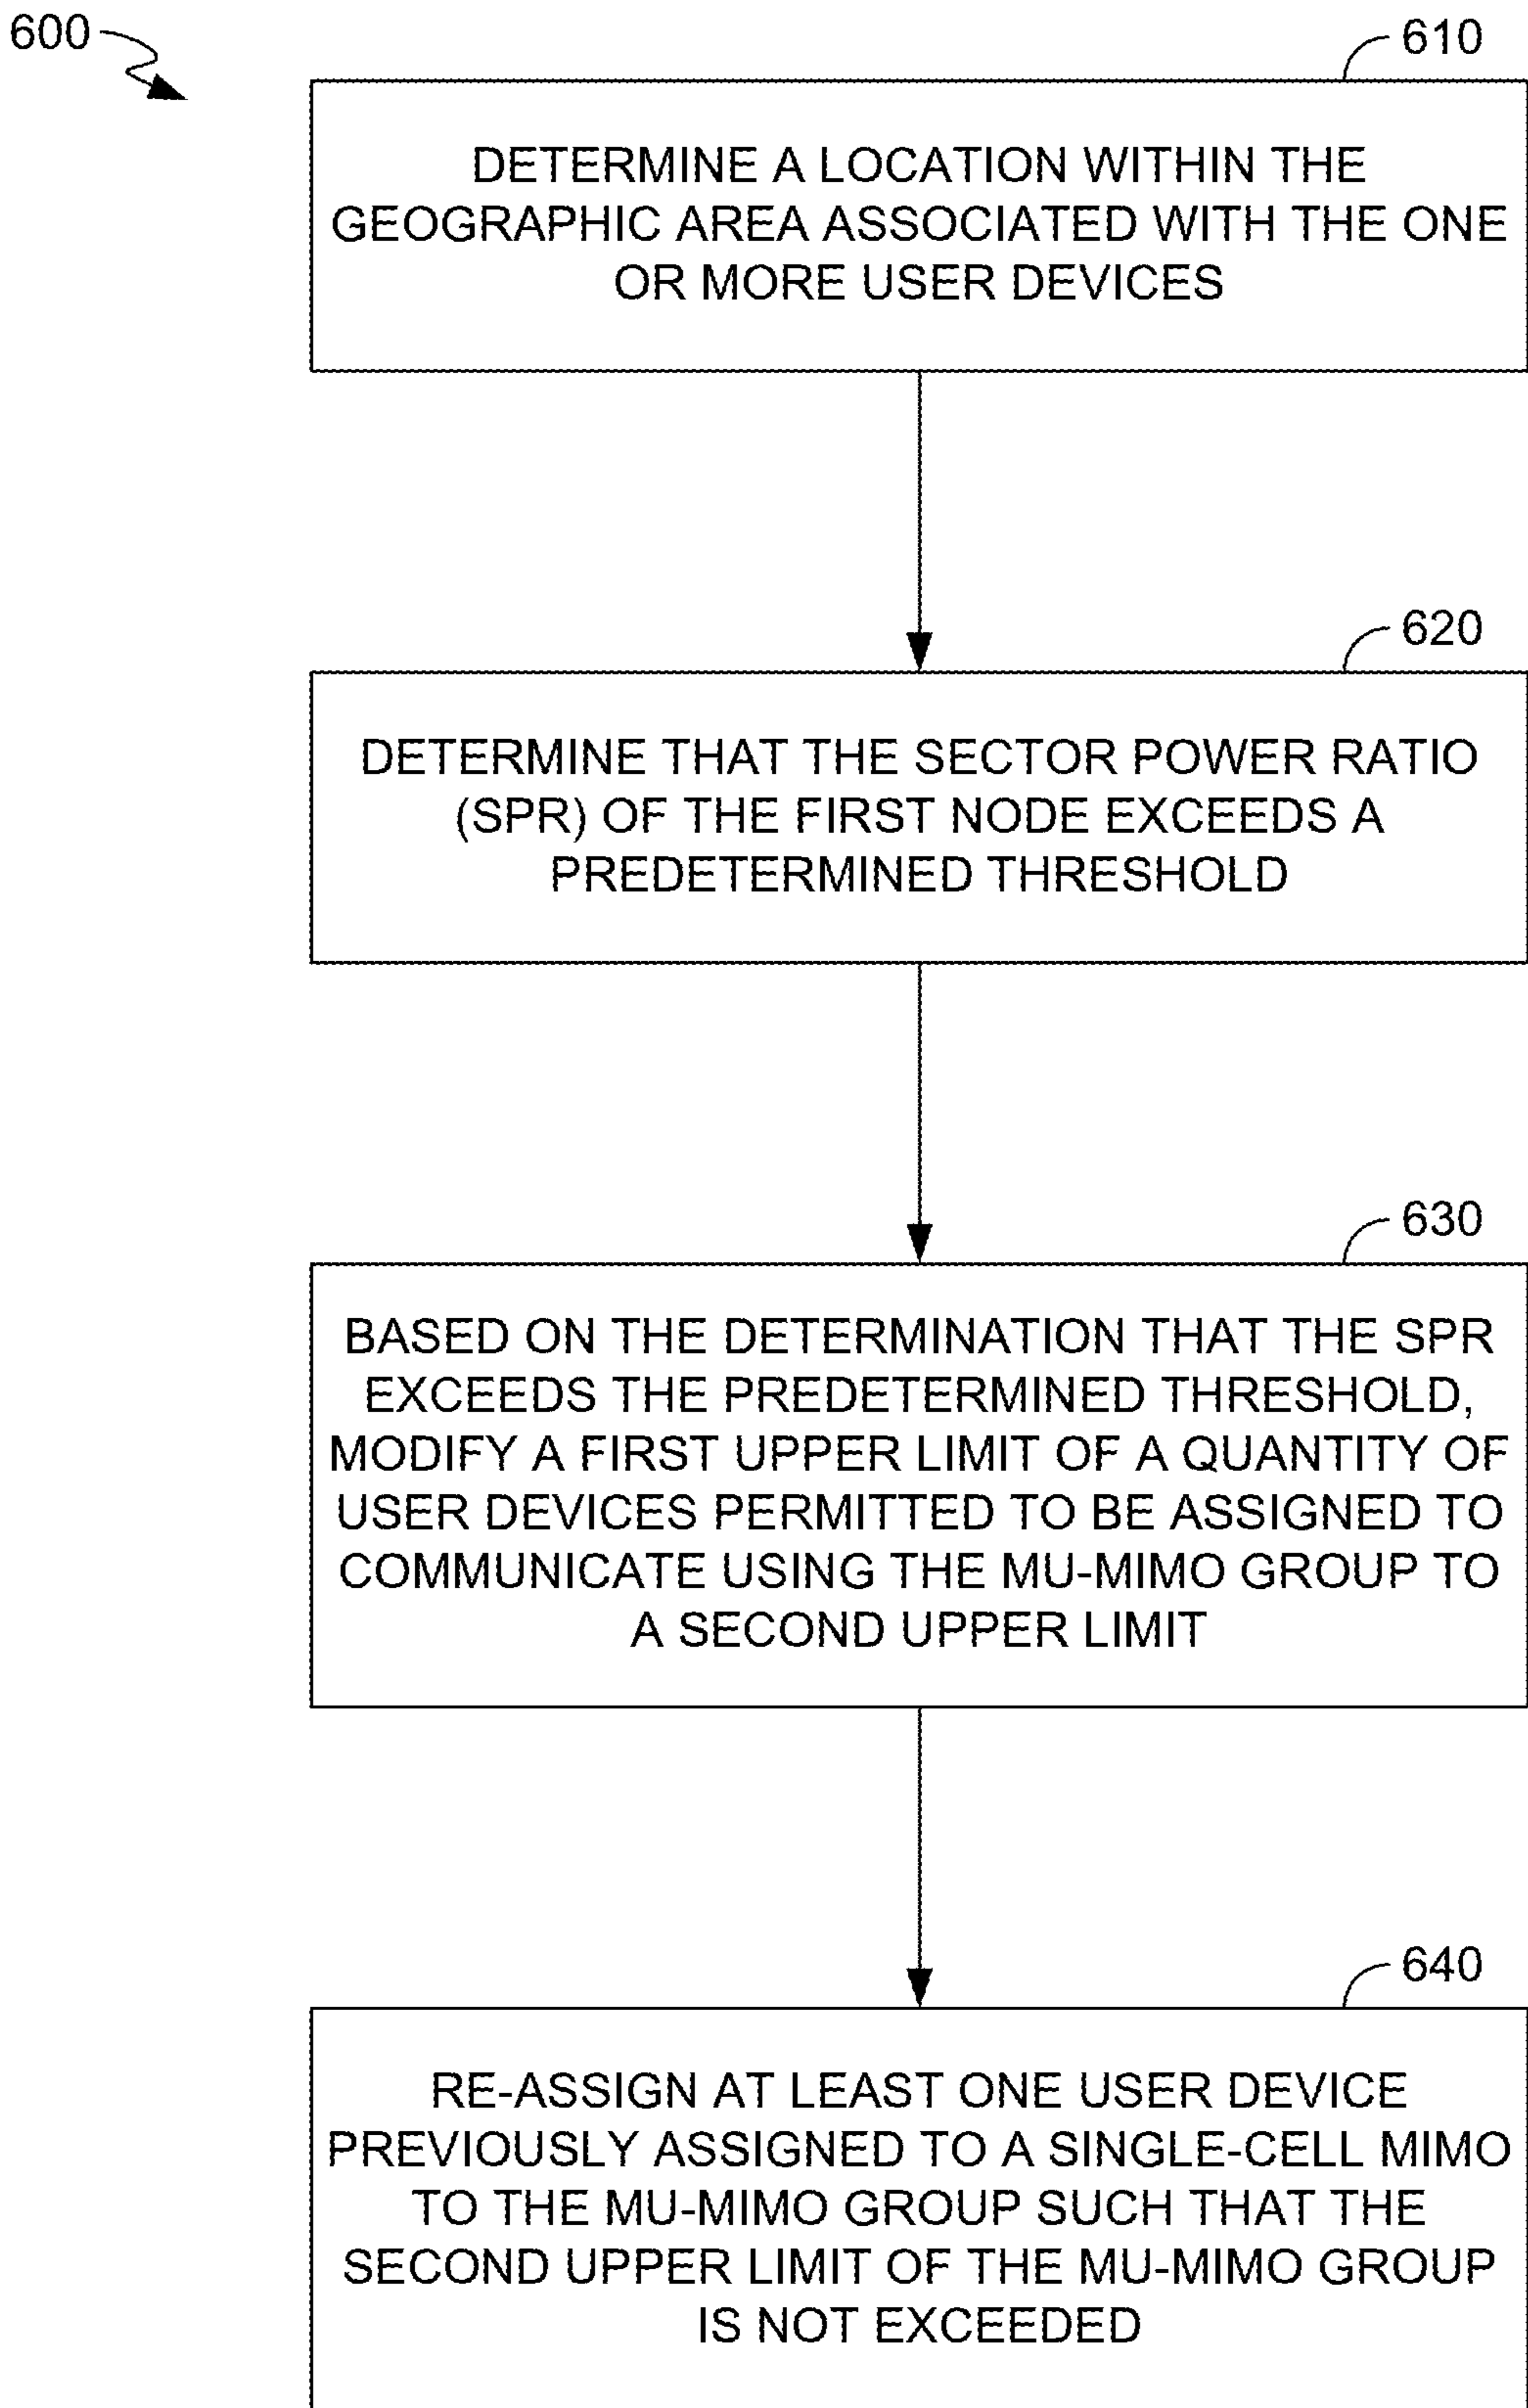 600
610
DETERMINE A LOCATION WITHIN THE
GEOGRAPHIC AREA ASSOCIATED WITH THE ONE
OR MORE USER DEVICES
620
DETERMINE THAT THE SECTOR POWER RATIO
(SPR) OF THE FIRST NODE EXCEEDS A
PREDETERMINED THRESHOLD
630
BASED ON THE DETERMINATION THAT THE SPR
EXCEEDS THE PREDETERMINED THRESHOLD,
MODIFY A FIRST UPPER LIMIT OF A QUANTITY OF
USER DEVICES PERMITTED TO BE ASSIGNED TO
COMMUNICATE USING THE MU-MIMO GROUP TO
A SECOND UPPER LIMIT
640
RE-ASSIGN AT LEAST ONE USER DEVICE
PREVIOUSLY ASSIGNED TO A SINGLE-CELL MIMO
TO THE MU-MIMO GROUP SUCH THAT THE
SECOND UPPER LIMIT OF THE MU-MIMO GROUP
IS NOT EXCEEDED